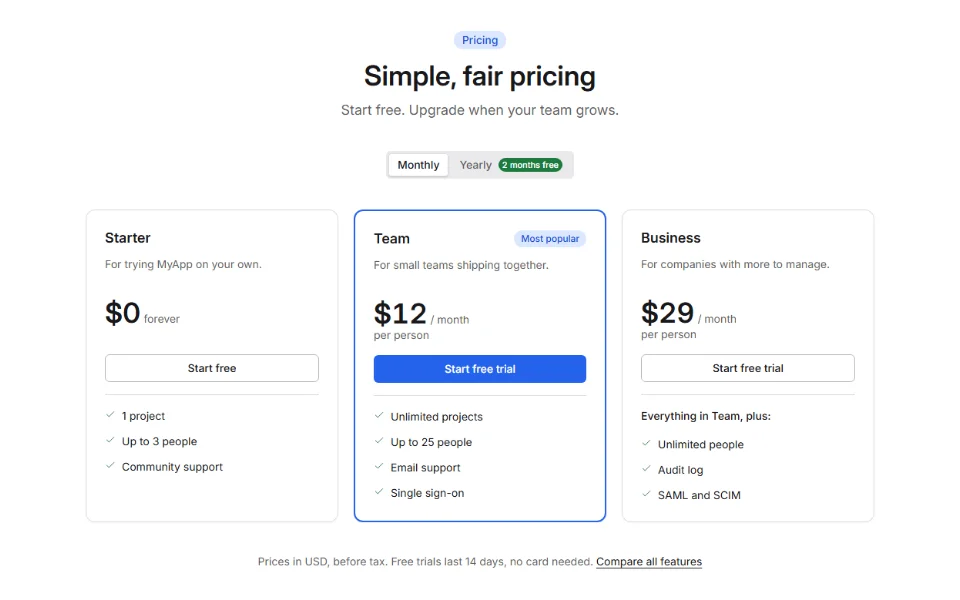 Pricing
Simple, fair pricing
Start free. Upgrade when your team grows.
Monthly Yearly 2 months free
Starter
For trying MyApp on your own.
$0 forever
Start free
1 project
Up to 3 people
Community support
Team Most popular
For small teams shipping together.
$12 / month
per person
Start free trial
Unlimited projects
Up to 25 people
Email support
Single sign-on
Business
For companies with more to manage.
$29 / month
per person
Start free trial
Everything in Team, plus:
Unlimited people
Audit log
SAML and SCIM
Prices in USD, before tax. Free trials last 14 days, no card needed. Compare all features